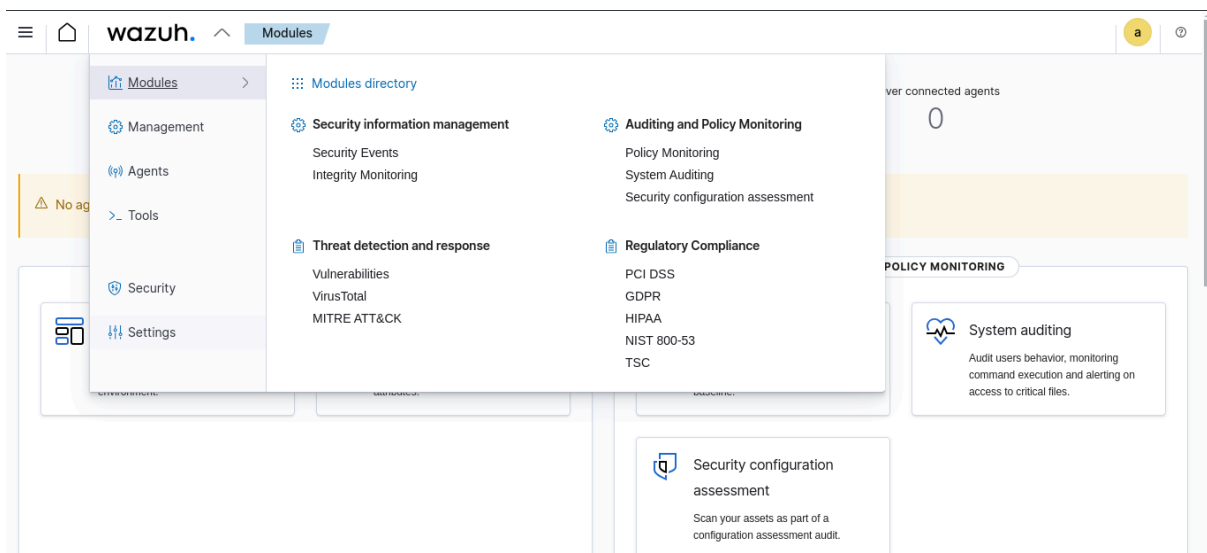 wazuh.
Modules
a
Modules
Management
Agents
Tools
Security
Settings
Modules directory
Security information management
Security Events
Integrity Monitoring
Auditing and Policy Monitoring
Policy Monitoring
System Auditing
Security configuration assessment
Threat detection and response
Vulnerabilities
VirusTotal
MITRE ATT&CK
Regulatory Compliance
PCI DSS
GDPR
HIPAA
NIST 800-53
TSC
ver connected agents
0
No ag
POLICY MONITORING
environment.
attributes.
baseline.
System auditing
Audit users behavior, monitoring
command execution and alerting on
access to critical files.
Security configuration
assessment
Scan your assets as part of a
configuration assessment audit.